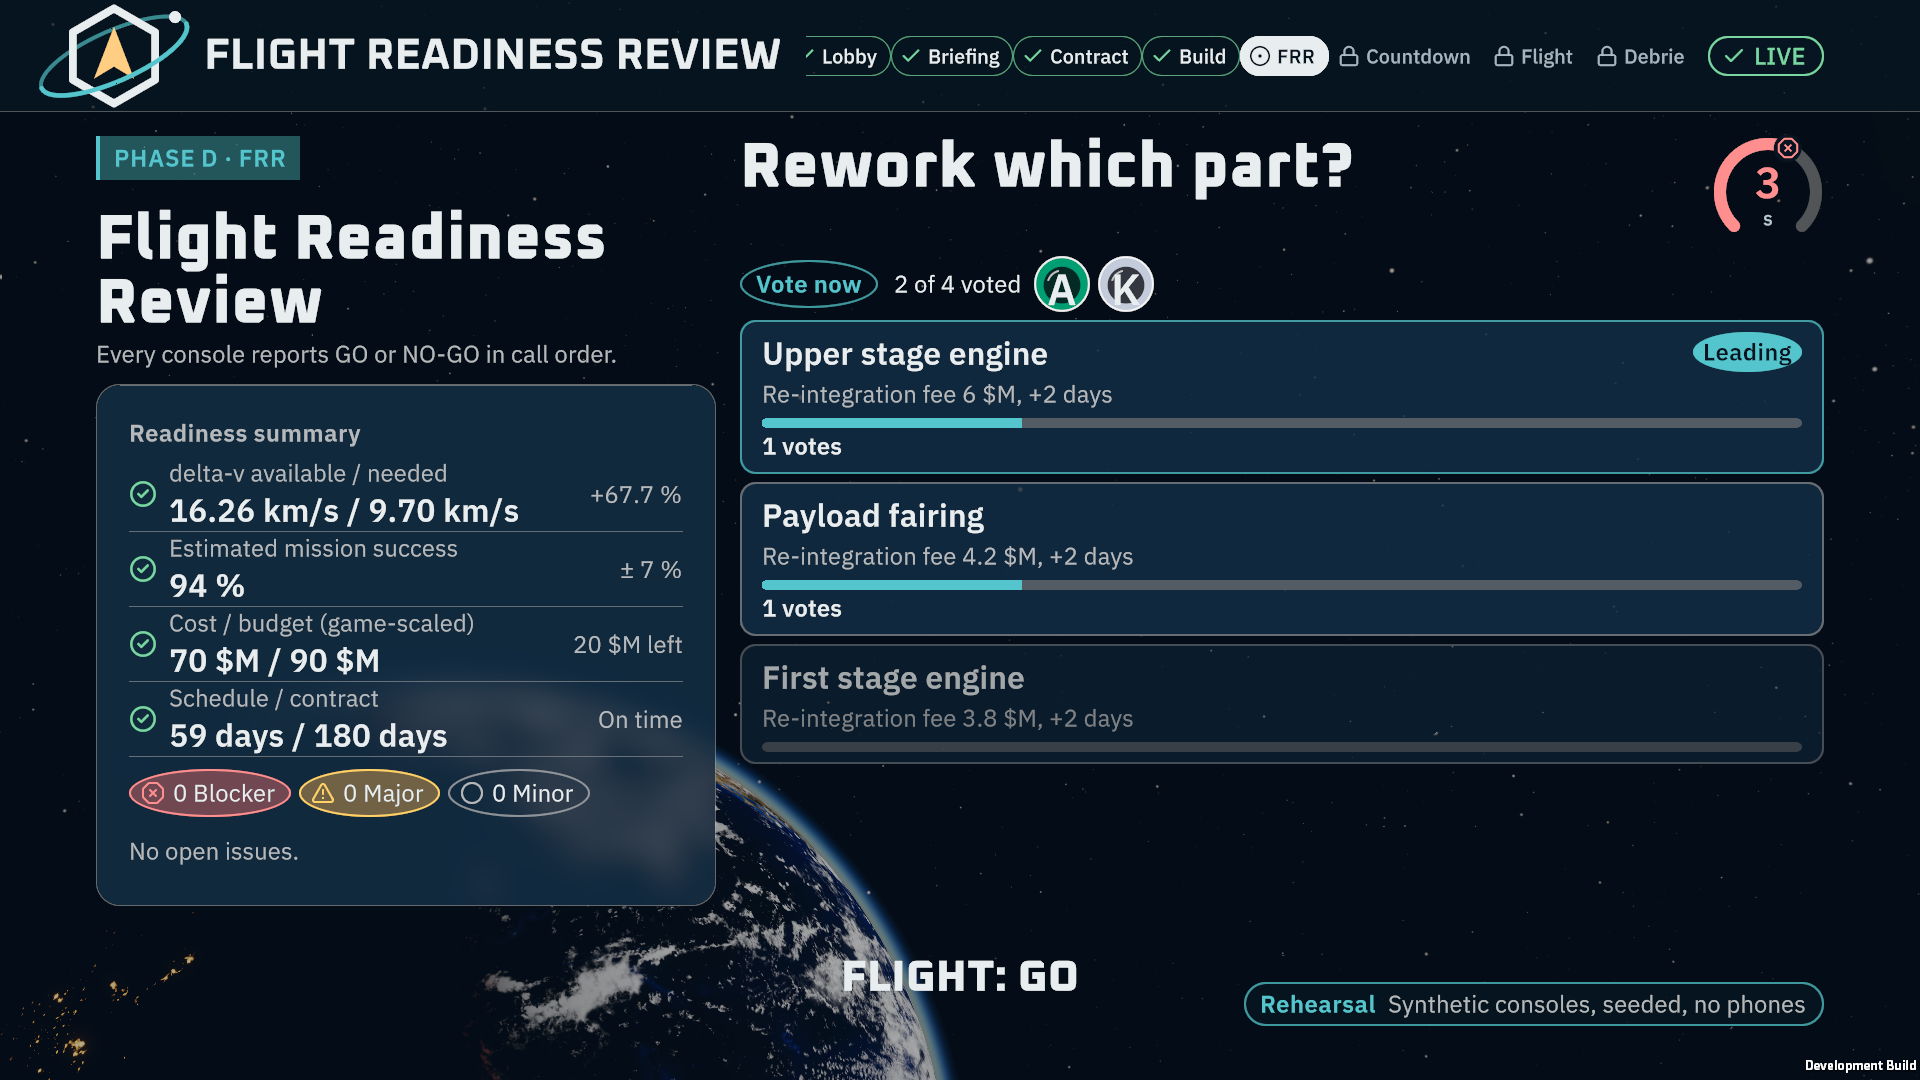 FLIGHT READINESS REVIEW
Lobby
Briefing
Contract
Build
FRR
Countdown
Flight
Debrie
LIVE
PHASE D · FRR
Flight Readiness
Review
Every console reports GO or NO-GO in call order.
Readiness summary
delta-v available / needed
16.26 km/s / 9.70 km/s
+67.7 %
Estimated mission success
94 %
± 7 %
Cost / budget (game-scaled)
70 $M / 90 $M
20 $M left
Schedule / contract
59 days / 180 days
On time
0 Blocker
0 Major
0 Minor
No open issues.
Rework which part?
3
s
Vote now
2 of 4 voted
A
K
Upper stage engine
Leading
Re-integration fee 6 $M, +2 days
1 votes
Payload fairing
Re-integration fee 4.2 $M, +2 days
1 votes
First stage engine
Re-integration fee 3.8 $M, +2 days
FLIGHT: GO
Rehearsal Synthetic consoles, seeded, no phones
Development Build